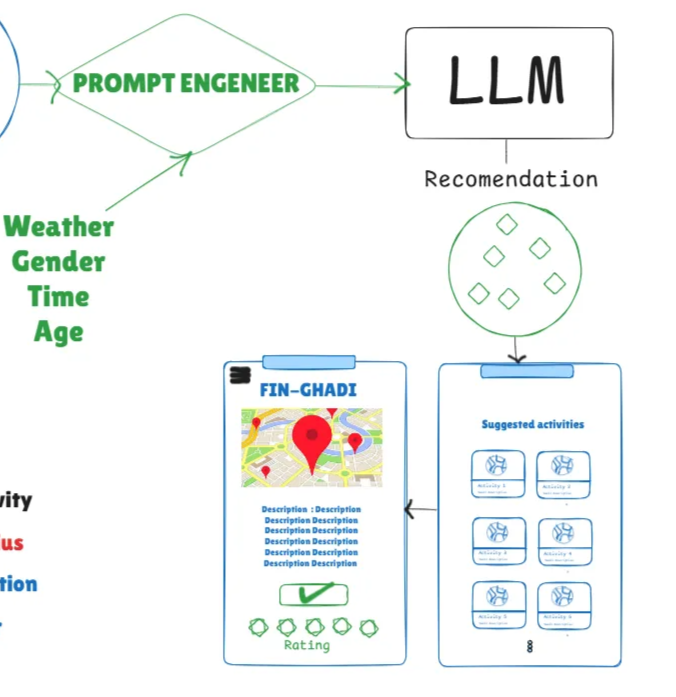 PROMPT ENGENEER
LLM
Recomendation
Weather
Gender
Time
Age
FIN-GHADI
Description : Description
Description Description
Description Description
Description Description
Description Description
Description Description
Rating
Suggested activities
Activity 1
Activity 2
Activity 3
Activity 4
Activity 5
Activity 6
vity
ius
tion